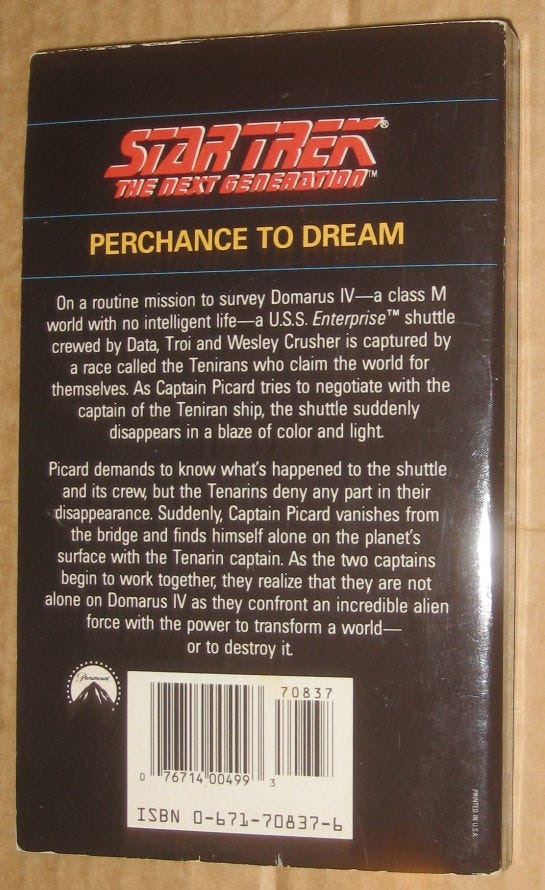 STAR TREK®
THE NEXT GENERATION™
PERCHANCE TO DREAM
On a routine mission to survey Domarus IV—a class M
world with no intelligent life—a U.S.S. Enterprise™ shuttle
crewed by Data, Troi and Wesley Crusher is captured by
a race called the Tenirans who claim the world for
themselves. As Captain Picard tries to negotiate with the
captain of the Teniran ship, the shuttle suddenly
disappears in a blaze of color and light.
Picard demands to know what's happened to the shuttle
and its crew, but the Tenarins deny any part in their
disappearance. Suddenly, Captain Picard vanishes from
the bridge and finds himself alone on the planet's
surface with the Tenarin captain. As the two captains
begin to work together, they realize that they are not
alone on Domarus IV as they confront an incredible alien
force with the power to transform a world—
or to destroy it.
Paramount
70837
0 76714 00499 3
ISBN 0-671-70837-6
PRINTED IN U.S.A.